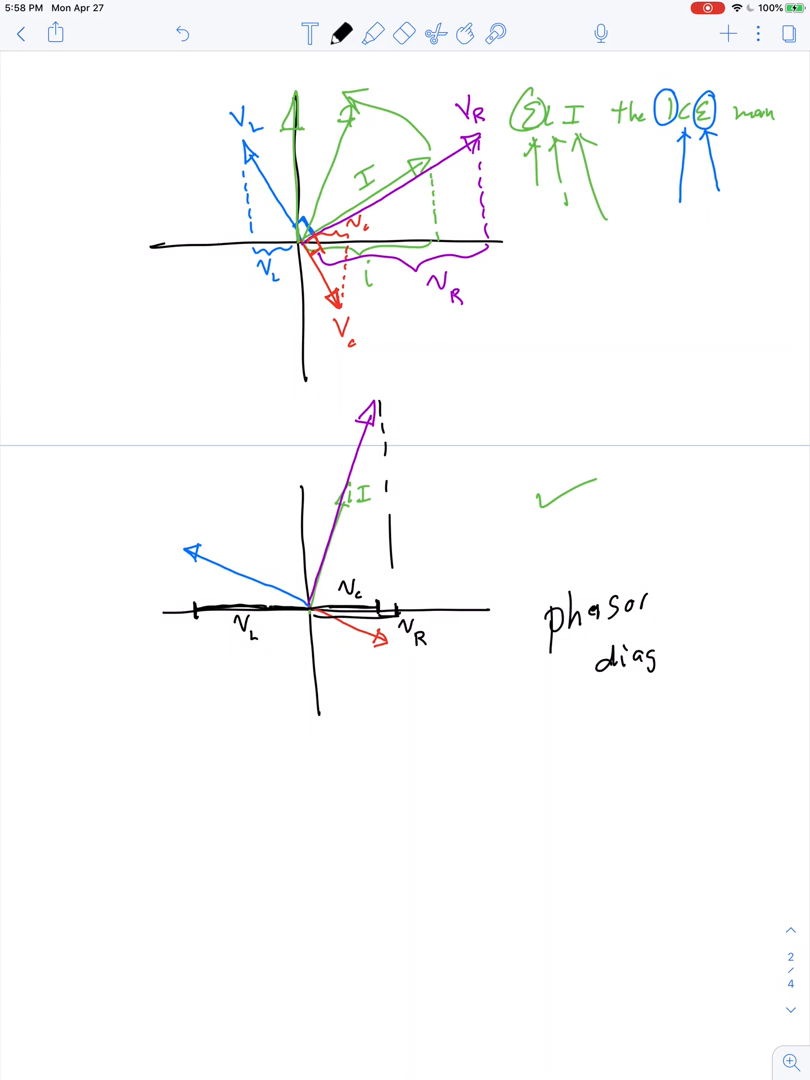 5:58 PM Mon Apr 27
100%
V_L
V_R
ELI the ICE man
I
v_c
v_L
i
v_R
V_c
i I
v_c
v_L
v_R
phasor
diag
2
/
4